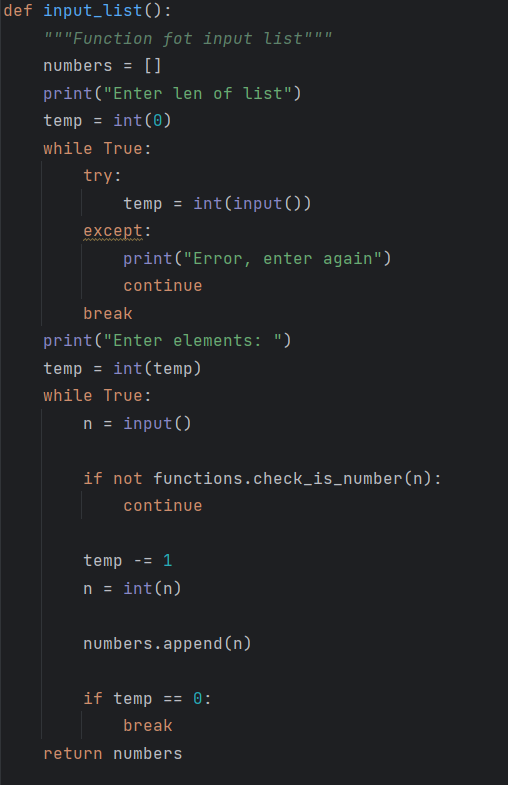 def input_list():
    """Function fot input list"""
    numbers = []
    print("Enter len of list")
    temp = int(0)
    while True:
        try:
            temp = int(input())
        except:
            print("Error, enter again")
            continue
        break
    print("Enter elements: ")
    temp = int(temp)
    while True:
        n = input()

        if not functions.check_is_number(n):
            continue

        temp -= 1
        n = int(n)

        numbers.append(n)

        if temp == 0:
            break
    return numbers